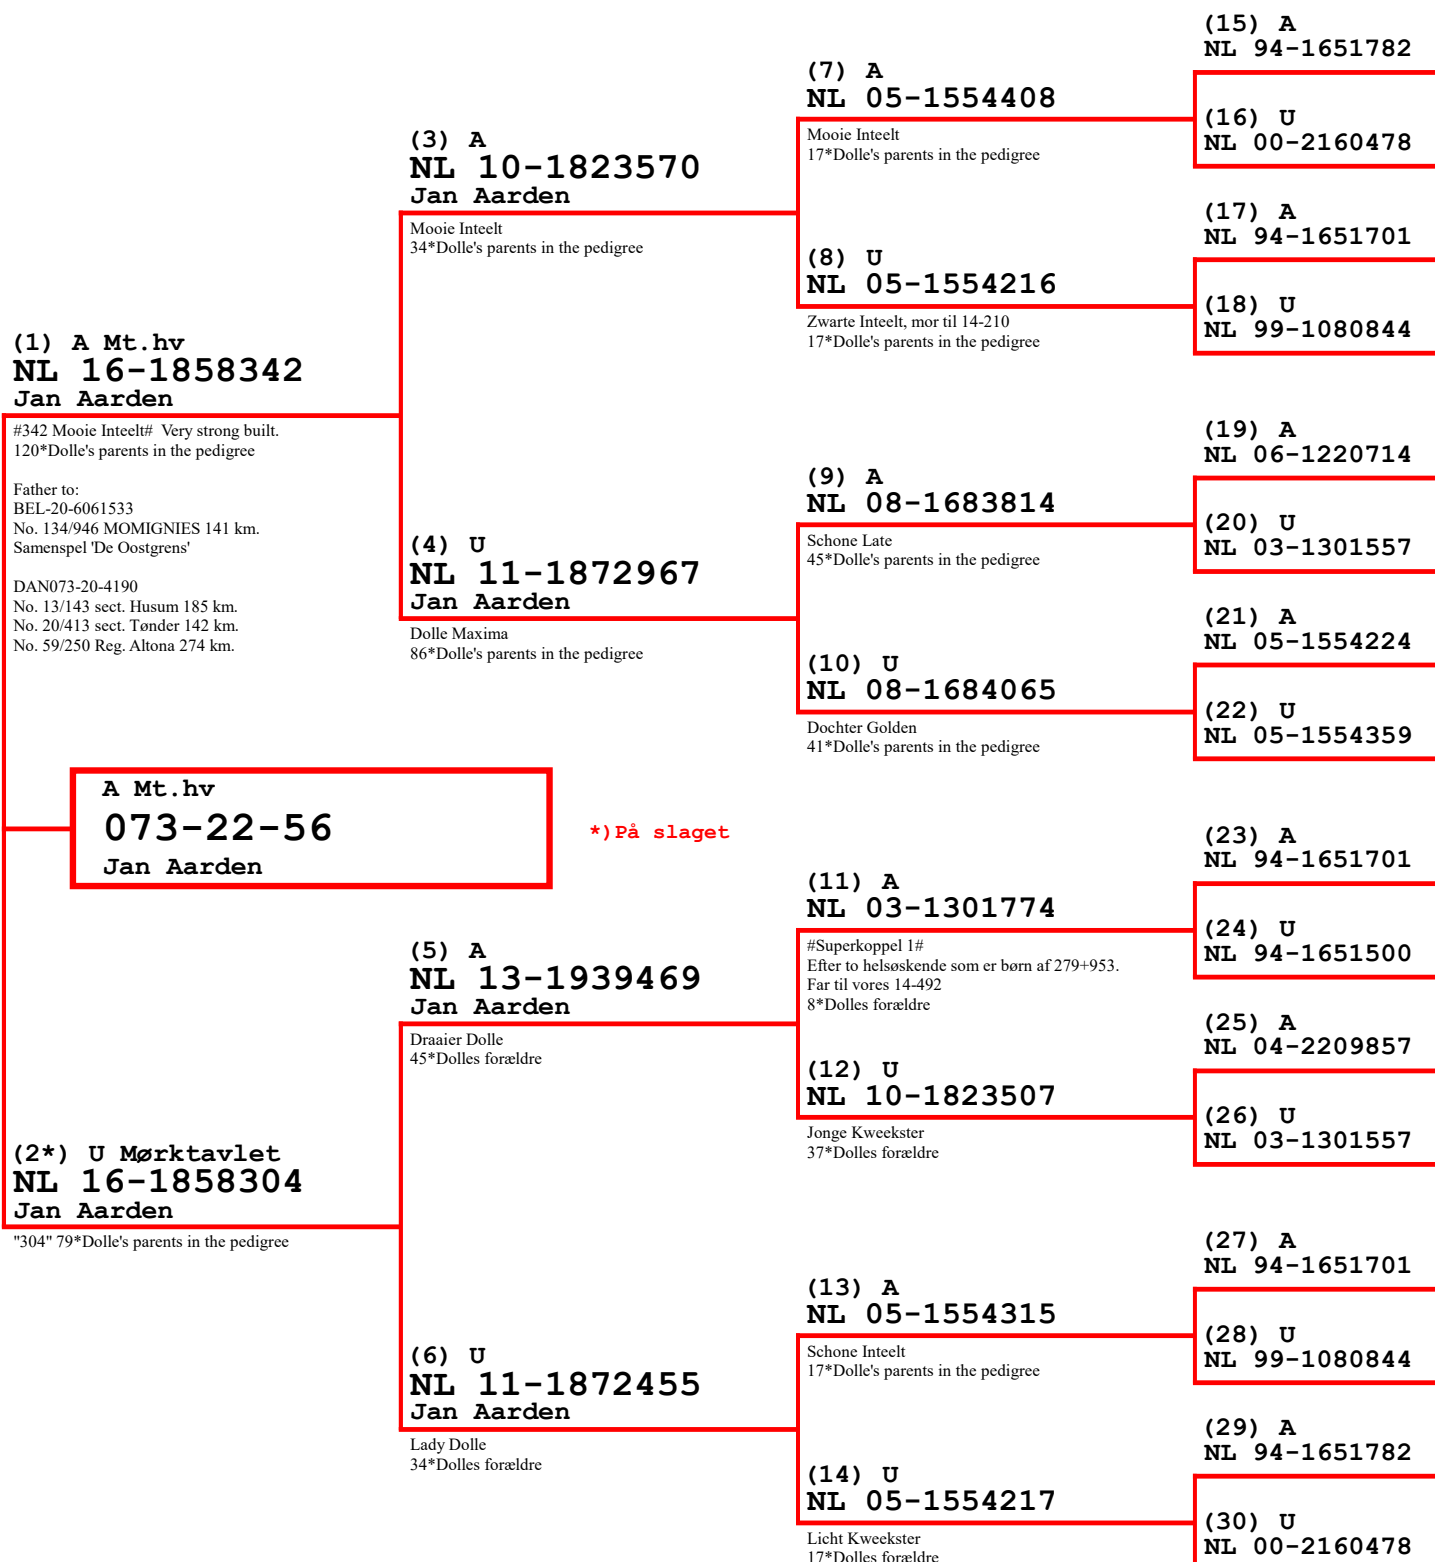 (1) A Mt.hv
NL 16-1858342
Jan Aarden
#342 Mooie Inteelt# Very strong built.
120*Dolle's parents in the pedigree
Father to:
BEL-20-6061533
No. 134/946 MOMIGNIES 141 km.
Samenspel 'De Oostgrens'
DAN073-20-4190
No. 13/143 sect. Husum 185 km.
No. 20/413 sect. Tønder 142 km.
No. 59/250 Reg. Altona 274 km.
A Mt.hv
073-22-56
Jan Aarden
*)På slaget
(2*) U Mørktavlet
NL 16-1858304
Jan Aarden
"304" 79*Dolle's parents in the pedigree
(3) A
NL 10-1823570
Jan Aarden
Mooie Inteelt
34*Dolle's parents in the pedigree
(4) U
NL 11-1872967
Jan Aarden
Dolle Maxima
86*Dolle's parents in the pedigree
(5) A
NL 13-1939469
Jan Aarden
Draaier Dolle
45*Dolles forældre
(6) U
NL 11-1872455
Jan Aarden
Lady Dolle
34*Dolles forældre
(7) A
NL 05-1554408
Mooie Inteelt
17*Dolle's parents in the pedigree
(8) U
NL 05-1554216
Zwarte Inteelt, mor til 14-210
17*Dolle's parents in the pedigree
(9) A
NL 08-1683814
Schone Late
45*Dolle's parents in the pedigree
(10) U
NL 08-1684065
Dochter Golden
41*Dolle's parents in the pedigree
(11) A
NL 03-1301774
#Superkoppel 1#
Efter to helsøskende som er børn af 279+953.
Far til vores 14-492
8*Dolles forældre
(12) U
NL 10-1823507
Jonge Kweekster
37*Dolles forældre
(13) A
NL 05-1554315
Schone Inteelt
17*Dolle's parents in the pedigree
(14) U
NL 05-1554217
Licht Kweekster
17*Dolles forældre
(15) A
NL 94-1651782
(16) U
NL 00-2160478
(17) A
NL 94-1651701
(18) U
NL 99-1080844
(19) A
NL 06-1220714
(20) U
NL 03-1301557
(21) A
NL 05-1554224
(22) U
NL 05-1554359
(23) A
NL 94-1651701
(24) U
NL 94-1651500
(25) A
NL 04-2209857
(26) U
NL 03-1301557
(27) A
NL 94-1651701
(28) U
NL 99-1080844
(29) A
NL 94-1651782
(30) U
NL 00-2160478